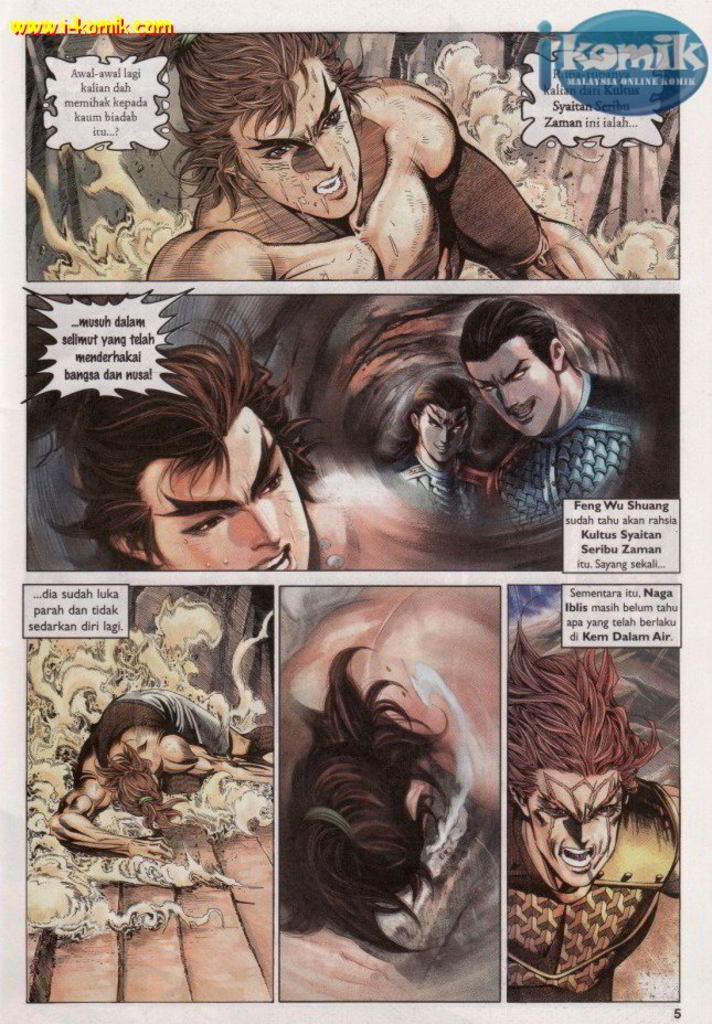 www.i-komik.com
ikomik
MALAYSIA ONLINE KOMIK
Awal-awal lagi
kalian dah
memihak kepada
kaum biadab
itu...?
Rupa-rupanya
kalian dari Kultus
Syaitan Seribu
Zaman ini ialah...
...musuh dalam
selimut yang telah
menderhakai
bangsa dan nusa!
Feng Wu Shuang
sudah tahu akan rahsia
Kultus Syaitan
Seribu Zaman
itu. Sayang sekali...
...dia sudah luka
parah dan tidak
sedarkan diri lagi.
Sementara itu, Naga
Iblis masih belum tahu
apa yang telah berlaku
di Kem Dalam Air.
5